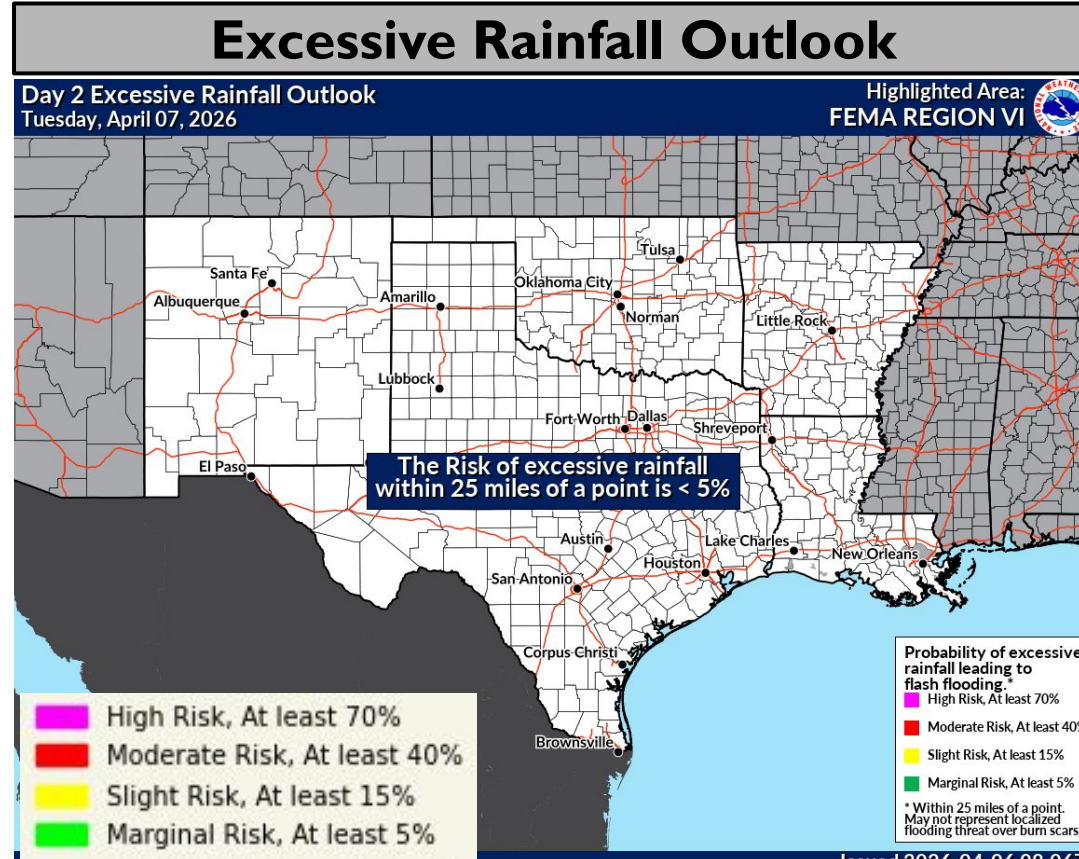 Excessive Rainfall Outlook
Day 2 Excessive Rainfall Outlook
Tuesday, April 07, 2026
Highlighted Area:
FEMA REGION VI
Tulsa
Santa Fe
Oklahoma City
Albuquerque
Amarillo
Norman
Little Rock
Lubbock
Fort Worth
Dallas
Shreveport
El Paso
The Risk of excessive rainfall
within 25 miles of a point is < 5%
Austin
Lake Charles
New Orleans
Houston
San Antonio
Corpus Christi
Brownsville
Probability of excessive
rainfall leading to
flash flooding.*
High Risk, At least 70%
Moderate Risk, At least 40%
Slight Risk, At least 15%
Marginal Risk, At least 5%
* Within 25 miles of a point.
May not represent localized
flooding threat over burn scars
High Risk, At least 70%
Moderate Risk, At least 40%
Slight Risk, At least 15%
Marginal Risk, At least 5%